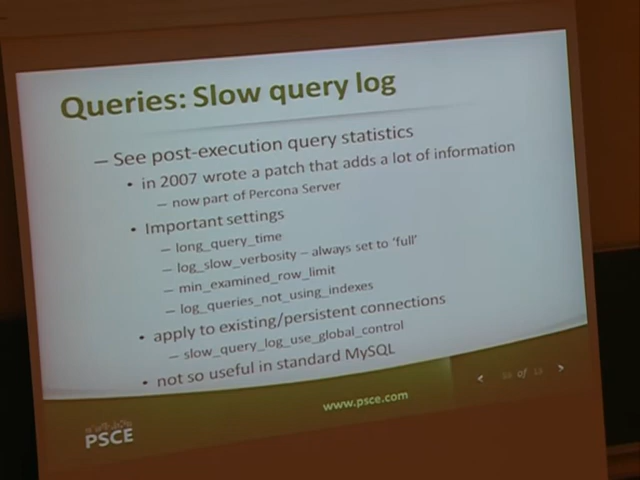 Queries: Slow query log
– See post-execution query statistics
• in 2007 wrote a patch that adds a lot of information
– now part of Percona Server
• Important settings
– long_query_time
– log_slow_verbosity – always set to ‘full’
– min_examined_row_limit
– log_queries_not_using_indexes
• apply to existing/persistent connections
– slow_query_log_use_global_control
• not so useful in standard MySQL
www.psce.com
PSCE